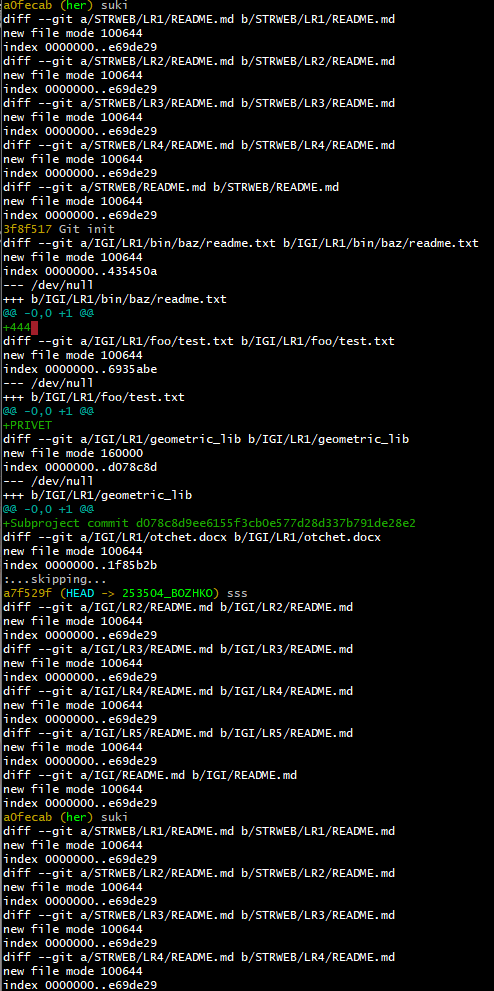 a0fecab (her) suki
diff --git a/STRWEB/LR1/README.md b/STRWEB/LR1/README.md
new file mode 100644
index 0000000..e69de29
diff --git a/STRWEB/LR2/README.md b/STRWEB/LR2/README.md
new file mode 100644
index 0000000..e69de29
diff --git a/STRWEB/LR3/README.md b/STRWEB/LR3/README.md
new file mode 100644
index 0000000..e69de29
diff --git a/STRWEB/LR4/README.md b/STRWEB/LR4/README.md
new file mode 100644
index 0000000..e69de29
diff --git a/STRWEB/README.md b/STRWEB/README.md
new file mode 100644
index 0000000..e69de29
3f8f517 Git init
diff --git a/IGI/LR1/bin/baz/readme.txt b/IGI/LR1/bin/baz/readme.txt
new file mode 100644
index 0000000..435450a
--- /dev/null
+++ b/IGI/LR1/bin/baz/readme.txt
@@ -0,0 +1 @@
+444
diff --git a/IGI/LR1/foo/test.txt b/IGI/LR1/foo/test.txt
new file mode 100644
index 0000000..6935abe
--- /dev/null
+++ b/IGI/LR1/foo/test.txt
@@ -0,0 +1 @@
+PRIVET
diff --git a/IGI/LR1/geometric_lib b/IGI/LR1/geometric_lib
new file mode 160000
index 0000000..d078c8d
--- /dev/null
+++ b/IGI/LR1/geometric_lib
@@ -0,0 +1 @@
+Subproject commit d078c8d9ee6155f3cb0e577d28d337b791de28e2
diff --git a/IGI/LR1/otchet.docx b/IGI/LR1/otchet.docx
new file mode 100644
index 0000000..1f85b2b
:...skipping...
a7f529f (HEAD -> 253504_BOZHKO) sss
diff --git a/IGI/LR2/README.md b/IGI/LR2/README.md
new file mode 100644
index 0000000..e69de29
diff --git a/IGI/LR3/README.md b/IGI/LR3/README.md
new file mode 100644
index 0000000..e69de29
diff --git a/IGI/LR4/README.md b/IGI/LR4/README.md
new file mode 100644
index 0000000..e69de29
diff --git a/IGI/LR5/README.md b/IGI/LR5/README.md
new file mode 100644
index 0000000..e69de29
diff --git a/IGI/README.md b/IGI/README.md
new file mode 100644
index 0000000..e69de29
a0fecab (her) suki
diff --git a/STRWEB/LR1/README.md b/STRWEB/LR1/README.md
new file mode 100644
index 0000000..e69de29
diff --git a/STRWEB/LR2/README.md b/STRWEB/LR2/README.md
new file mode 100644
index 0000000..e69de29
diff --git a/STRWEB/LR3/README.md b/STRWEB/LR3/README.md
new file mode 100644
index 0000000..e69de29
diff --git a/STRWEB/LR4/README.md b/STRWEB/LR4/README.md
new file mode 100644
index 0000000..e69de29